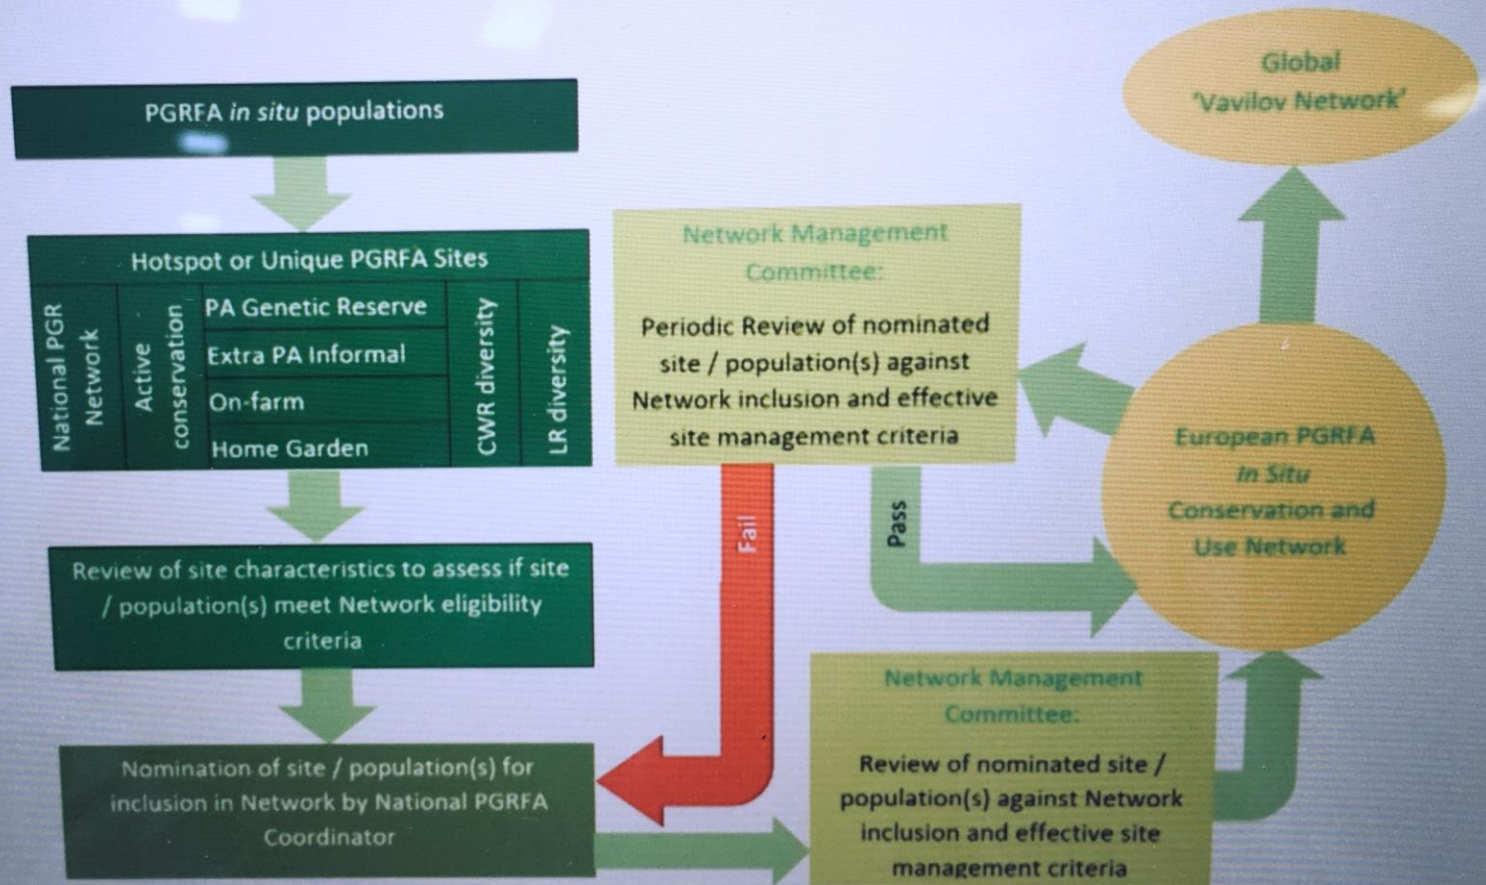 PGRFA in situ populations
Hotspot or Unique PGRFA Sites
National PGR
Network
Active
conservation
PA Genetic Reserve
Extra PA Informal
On-farm
Home Garden
CWR diversity
LR diversity
Review of site characteristics to assess if site
/ population(s) meet Network eligibility
criteria
Nomination of site / population(s) for
inclusion in Network by National PGRFA
Coordinator
Network Management
Committee:
Periodic Review of nominated
site / population(s) against
Network inclusion and effective
site management criteria
Fail
Pass
Network Management
Committee:
Review of nominated site /
population(s) against Network
inclusion and effective site
management criteria
European PGRFA
In Situ
Conservation and
Use Network
Global
‘Vavilov Network’